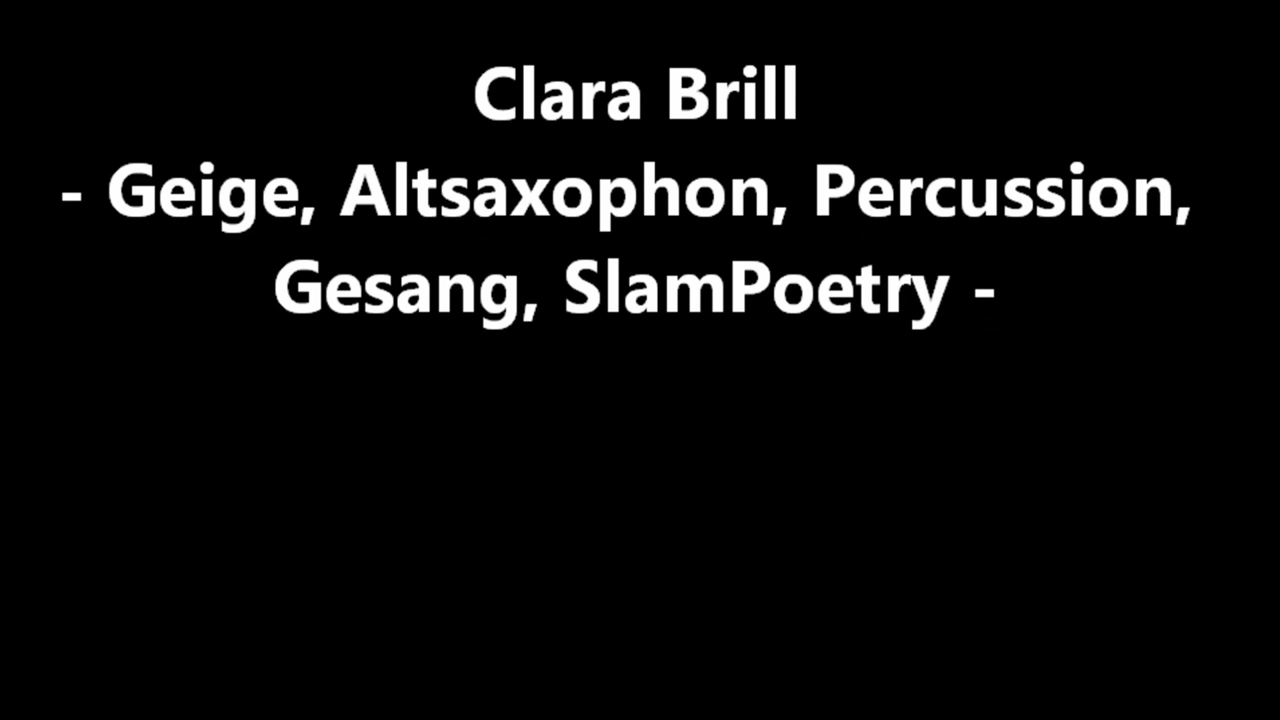 Clara Brill
- Geige, Altsaxophon, Percussion,
Gesang, SlamPoetry -